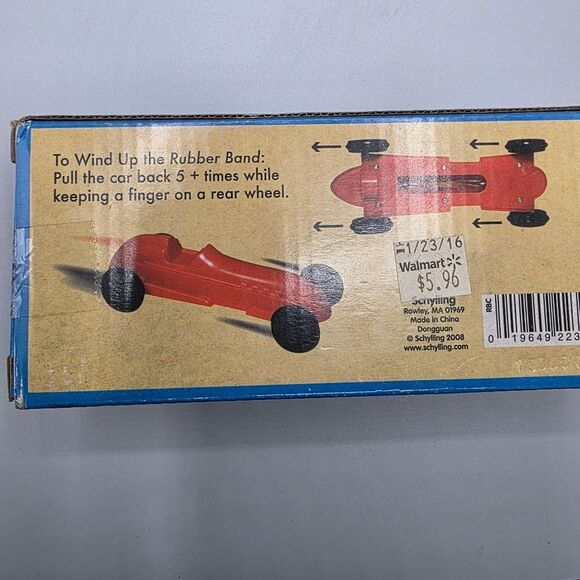 To Wind Up the Rubber Band:
Pull the car back 5 + times while
keeping a finger on a rear wheel.
1/23/16
Walmart
$5.96
Schylling
Rowley, MA 01969
Made in China
Dongguan
© Schylling 2008
www.schylling.com
RBC
0 19649 223